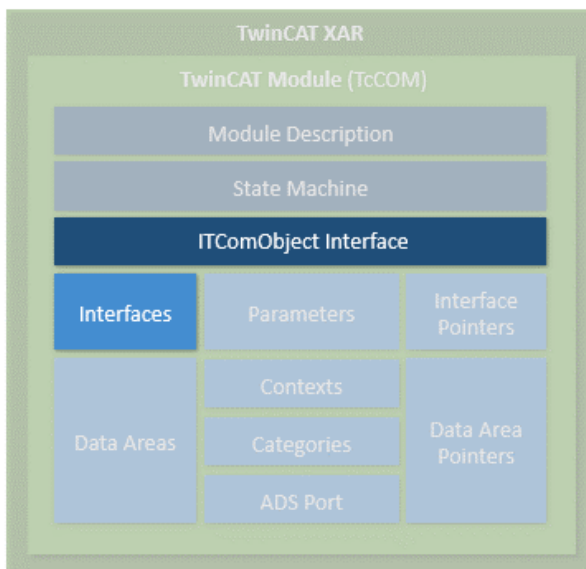 TwinCAT XAR
TwinCAT Module (TcCOM)
Module Description
State Machine
ITComObject Interface
Interfaces
Parameters
Interface
Pointers
Data Areas
Contexts
Categories
ADS Port
Data Area
Pointers